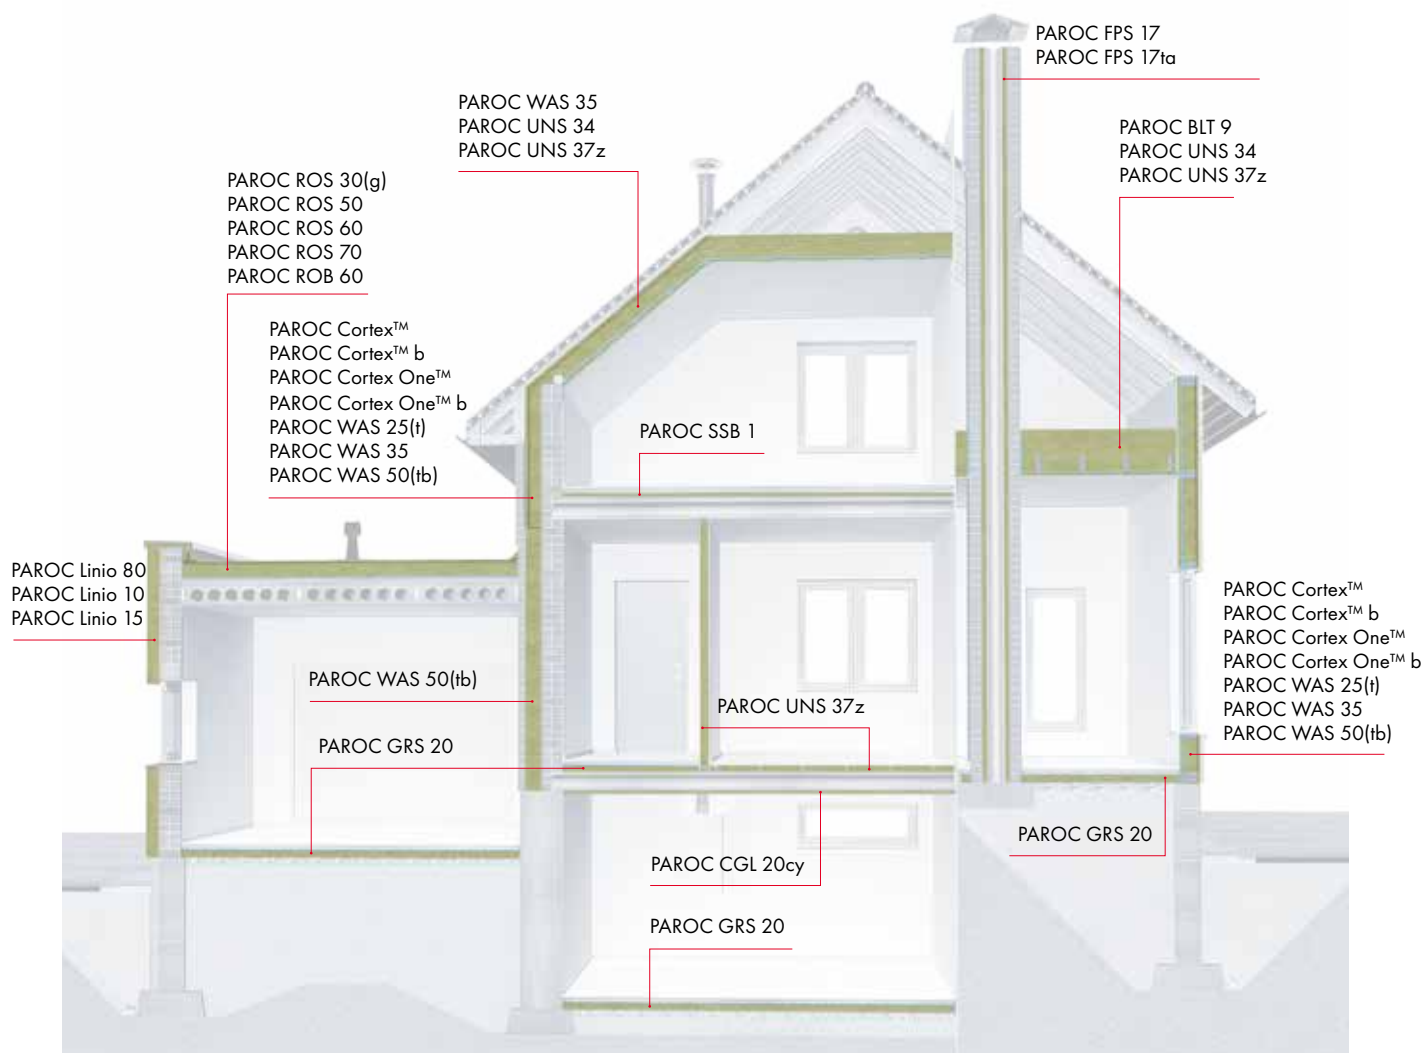 PAROC FPS 17
PAROC FPS 17ta
PAROC WAS 35
PAROC UNS 34
PAROC UNS 37z
PAROC BLT 9
PAROC UNS 34
PAROC UNS 37z
PAROC ROS 30(g)
PAROC ROS 50
PAROC ROS 60
PAROC ROS 70
PAROC ROB 60
PAROC Cortex™
PAROC Cortex™ b
PAROC Cortex One™
PAROC Cortex One™ b
PAROC WAS 25(t)
PAROC WAS 35
PAROC WAS 50(tb)
PAROC SSB 1
PAROC Linio 80
PAROC Linio 10
PAROC Linio 15
PAROC Cortex™
PAROC Cortex™ b
PAROC Cortex One™
PAROC Cortex One™ b
PAROC WAS 25(t)
PAROC WAS 35
PAROC WAS 50(tb)
PAROC WAS 50(tb)
PAROC UNS 37z
PAROC GRS 20
PAROC GRS 20
PAROC CGL 20cy
PAROC GRS 20